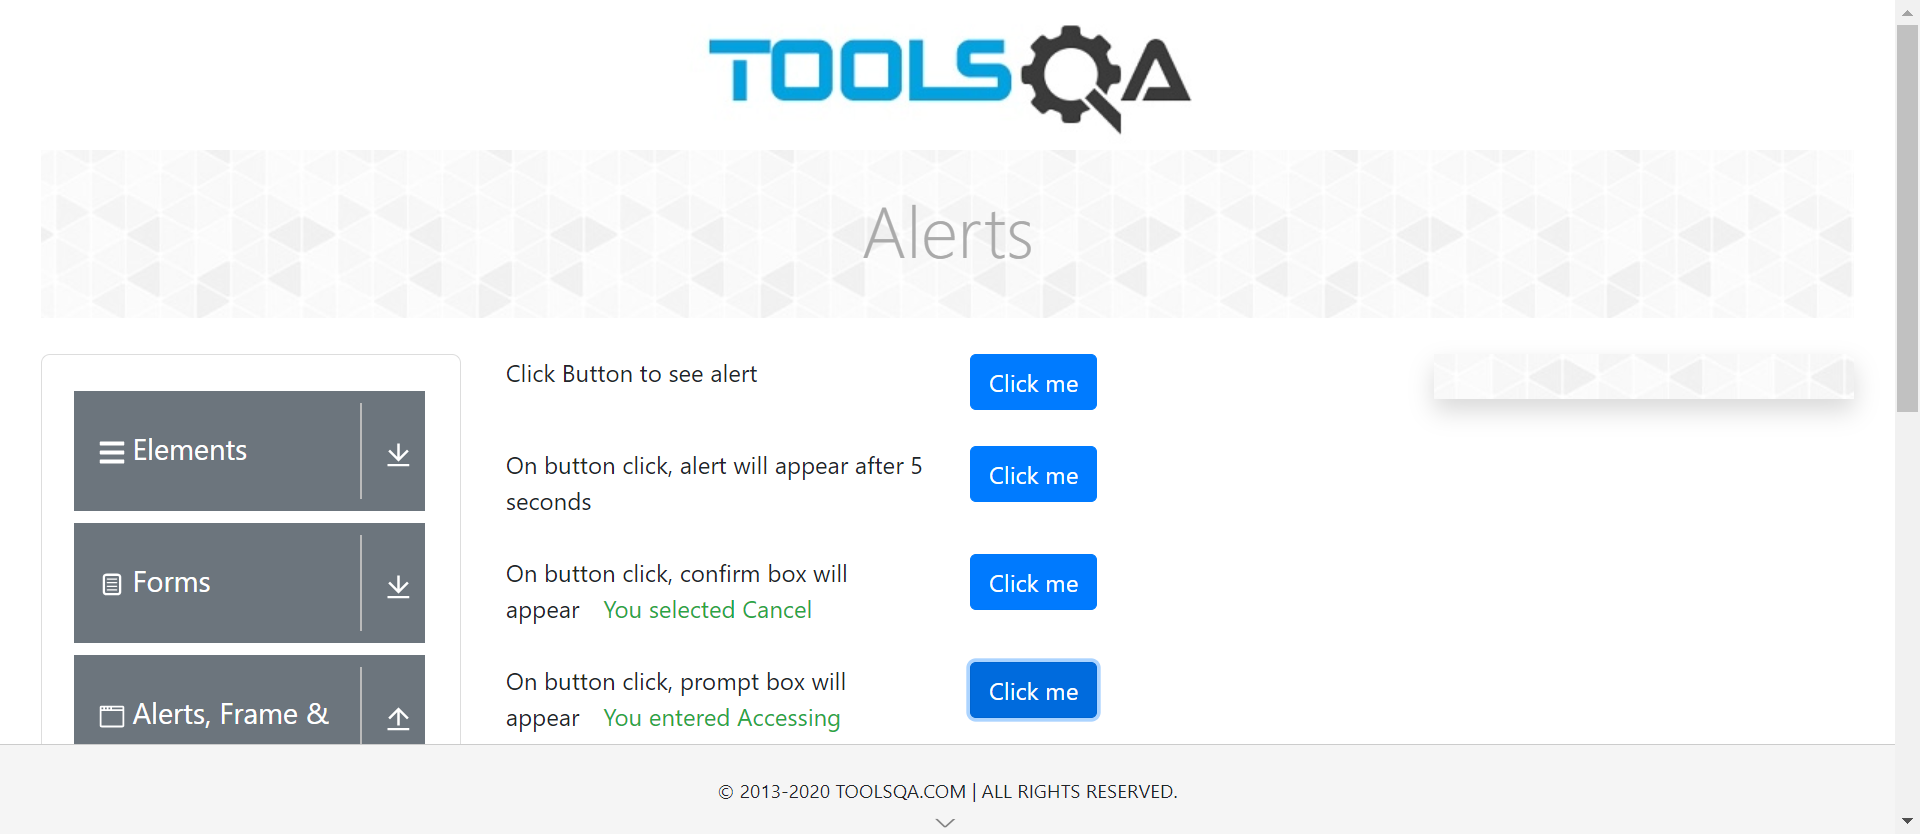 TOOLSQA
Alerts
Elements
Forms
Alerts, Frame &
Click Button to see alert
Click me
On button click, alert will appear after 5
seconds
Click me
On button click, confirm box will
appear You selected Cancel
Click me
On button click, prompt box will
appear You entered Accessing
Click me
© 2013-2020 TOOLSQA.COM | ALL RIGHTS RESERVED.